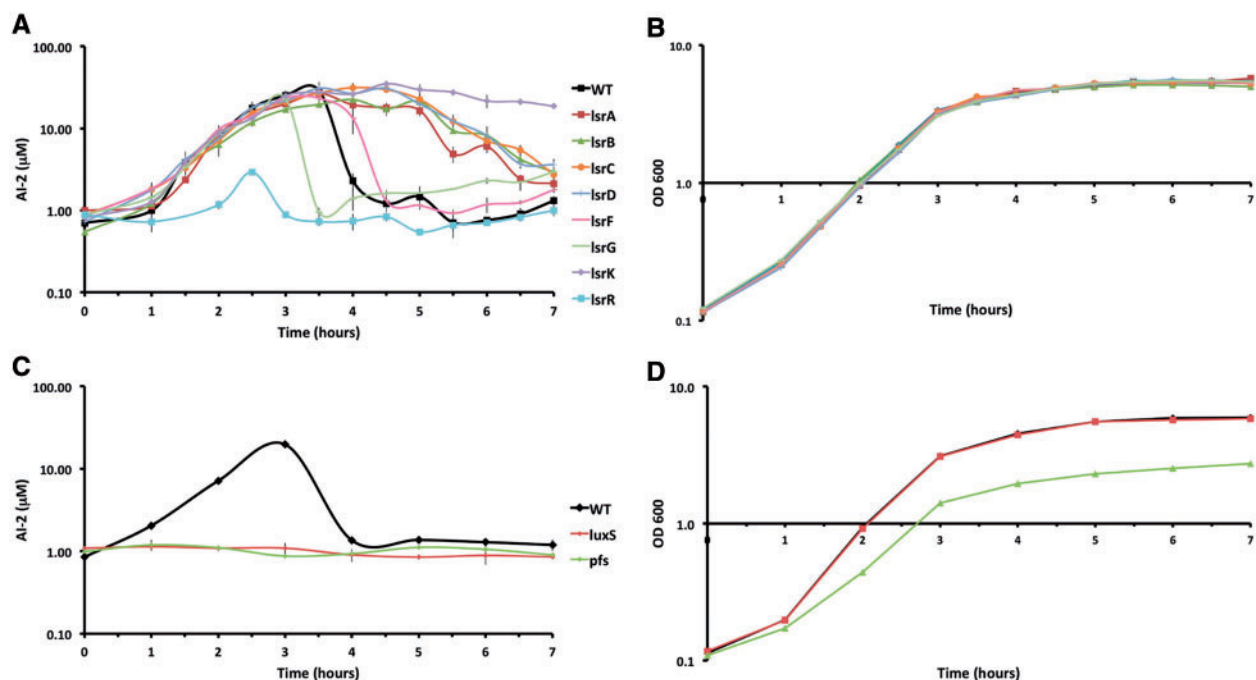 A
100.00
10.00
1.00
0.10
AI-2 (µM)
0 1 2 3 4 5 6 7
Time (hours)
WT
lsrA
lsrB
lsrC
lsrD
lsrF
lsrG
lsrK
lsrR
B
10.0
1.0
0.1
OD 600
1 2 3 4 5 6 7
Time (hours)
C
100.00
10.00
1.00
0.10
AI-2 (µM)
0 1 2 3 4 5 6 7
Time (hours)
WT
luxS
pfs
D
10.0
1.0
0.1
OD 600
1 2 3 4 5 6 7
Time (hours)